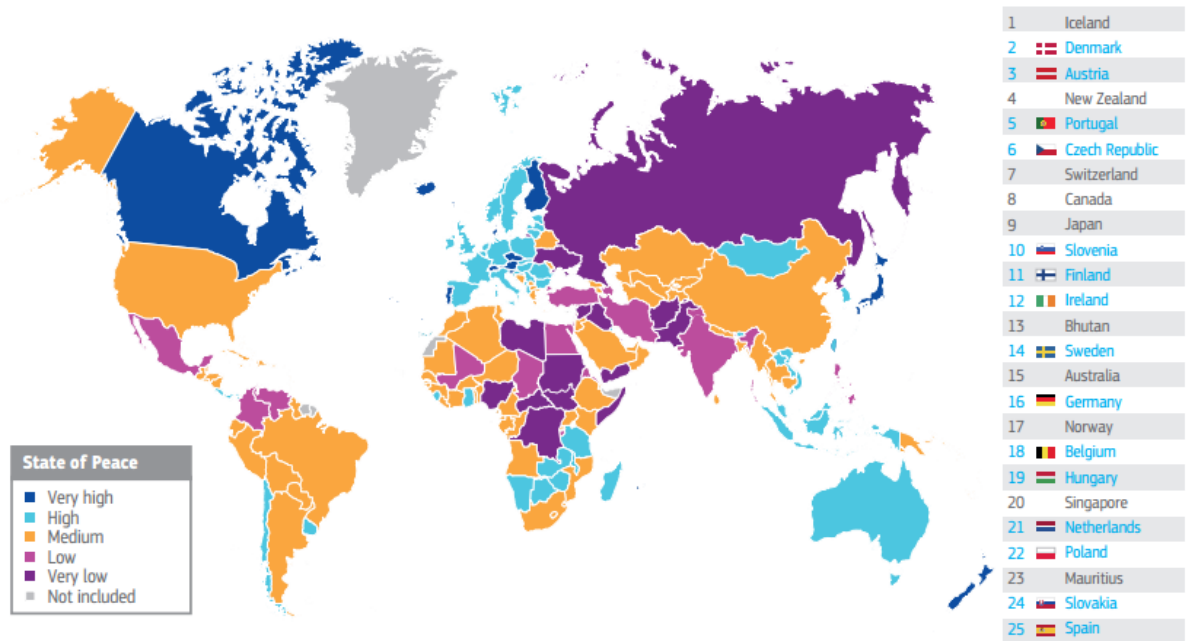 State of Peace
Very high
High
Medium
Low
Very low
Not included
1 Iceland
2 Denmark
3 Austria
4 New Zealand
5 Portugal
6 Czech Republic
7 Switzerland
8 Canada
9 Japan
10 Slovenia
11 Finland
12 Ireland
13 Bhutan
14 Sweden
15 Australia
16 Germany
17 Norway
18 Belgium
19 Hungary
20 Singapore
21 Netherlands
22 Poland
23 Mauritius
24 Slovakia
25 Spain